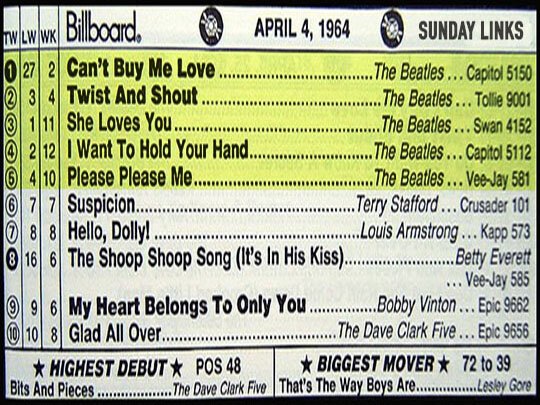 TW LW WK Billboard® APRIL 4, 1964 SUNDAY LINKS
1 27 2 Can't Buy Me Love ........ The Beatles ... Capitol 5150
2 3 4 Twist And Shout ........ The Beatles ... Tollie 9001
3 1 11 She Loves You ........ The Beatles ... Swan 4152
4 2 12 I Want To Hold Your Hand ........ The Beatles ... Capitol 5112
5 4 10 Please Please Me ........ The Beatles ... Vee-Jay 581
6 7 7 Suspicion ........ Terry Stafford ... Crusader 101
7 8 8 Hello, Dolly! ........ Louis Armstrong ... Kapp 573
8 16 6 The Shoop Shoop Song (It's In His Kiss) ........ Betty Everett
... Vee-Jay 585
9 9 6 My Heart Belongs To Only You ........ Bobby Vinton ... Epic 9662
10 10 8 Glad All Over ........ The Dave Clark Five ... Epic 9656
★ HIGHEST DEBUT ★ POS 48
Bits And Pieces ........ The Dave Clark Five
★ BIGGEST MOVER ★ 72 to 39
That's The Way Boys Are ........ Lesley Gore